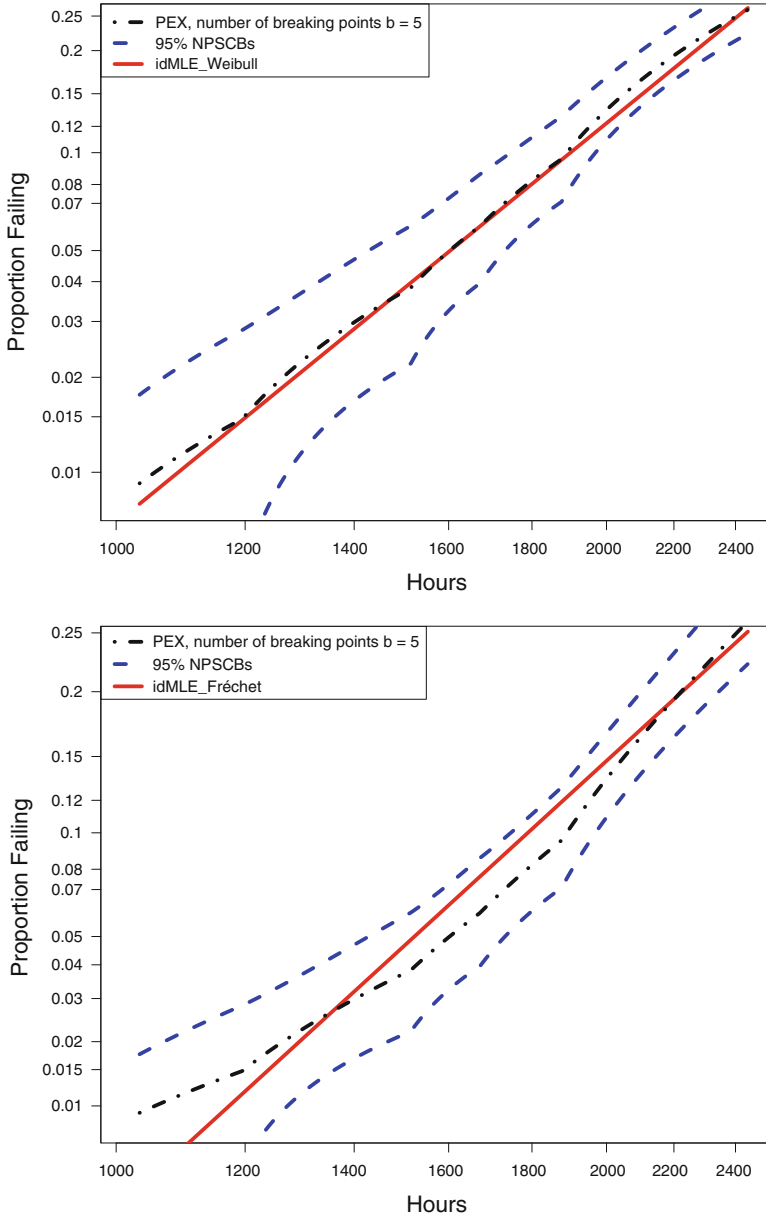 PEX, number of breaking points b = 5
95% NPSCBs
idMLE_Weibull
0.25
0.2
0.15
0.12
0.1
0.08
0.07
0.05
0.04
0.03
0.02
0.015
0.01
Proportion Failing
1000 1200 1400 1600 1800 2000 2200 2400
Hours
PEX, number of breaking points b = 5
95% NPSCBs
idMLE_Fréchet
0.25
0.2
0.15
0.12
0.1
0.08
0.07
0.05
0.04
0.03
0.02
0.015
0.01
Proportion Failing
1000 1200 1400 1600 1800 2000 2200 2400
Hours